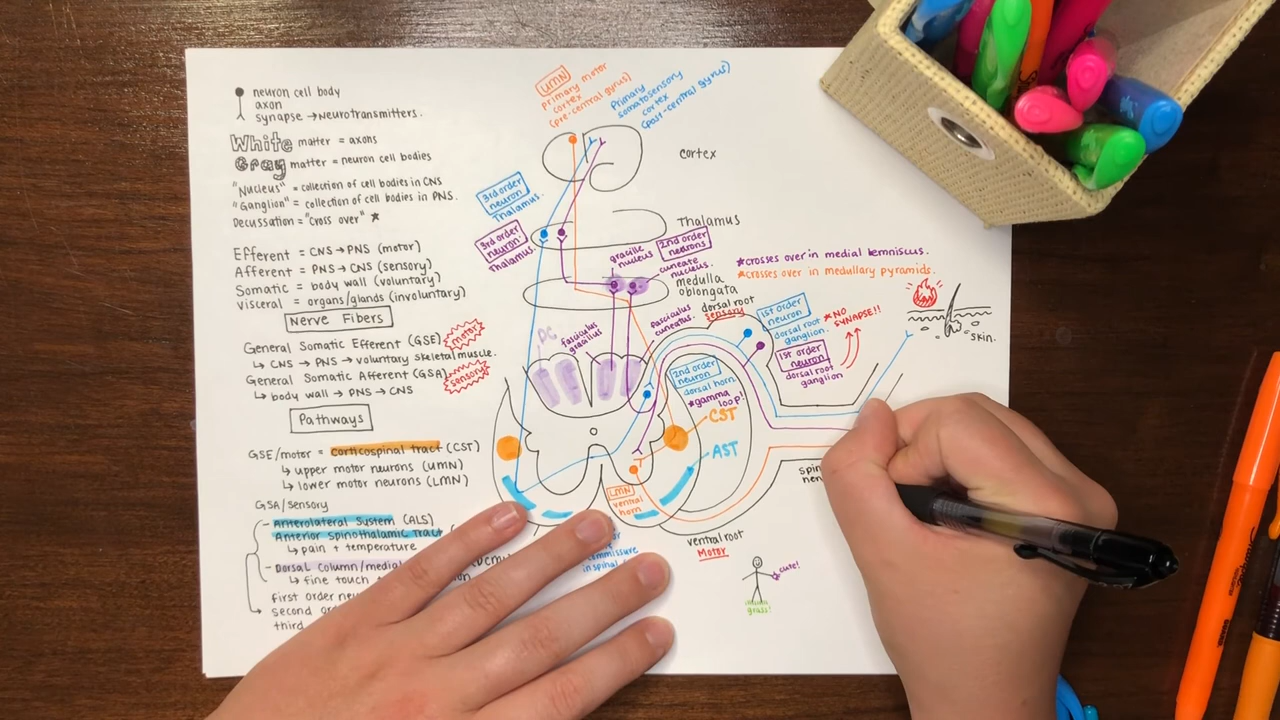 neuron cell body
axon
synapse → neurotransmitters.
White matter = axons
Gray matter = neuron cell bodies
"Nucleus" = collection of cell bodies in CNS
"Ganglion" = collection of cell bodies in PNS.
Decussation = "cross over" *
Efferent = CNS → PNS (motor)
Afferent = PNS → CNS (sensory)
Somatic = body wall (voluntary)
visceral = organs/glands (involuntary)
Nerve Fibers
General Somatic Efferent (GSE) motor
↳ CNS → PNS → voluntary skeletal muscle.
General Somatic Afferent (GSA) sensory
↳ body wall → PNS → CNS
Pathways
GSE/motor = corticospinal tract (CST)
↳ upper motor neurons (UMN)
↳ lower motor neurons (LMN)
GSA/sensory
- Anterolateral System (ALS)
Anterior Spinothalamic tract
↳ pain + temperature
- Dorsal column/medial
↳ fine touch
first order
second
third
UMN
primary motor
cortex
(pre-central gyrus)
Primary
somatosensory
cortex
(post-central gyrus)
cortex
3rd order
neuron
Thalamus.
3rd order
neuron
Thalamus.
Thalamus
gracille
nucleus
2nd order
neurons
cuneate
nucleus.
medulla
oblongata
*crosses over in medial lemniscus.
*crosses over in medullary pyramids.
DC
fasciculus
gracilius
fasciculus
cuneatus.
dorsal root
sensory
1st order
neuron
dorsal root
ganglion.
1st order
neuron
dorsal root
ganglion
*NO
SYNAPSE!!
skin.
2nd order
neuron
dorsal horn.
*gamma
loop!
CST
AST
LMN
ventral
horn
commissure
in spinal
ventral root
Motor
cute!
grass!